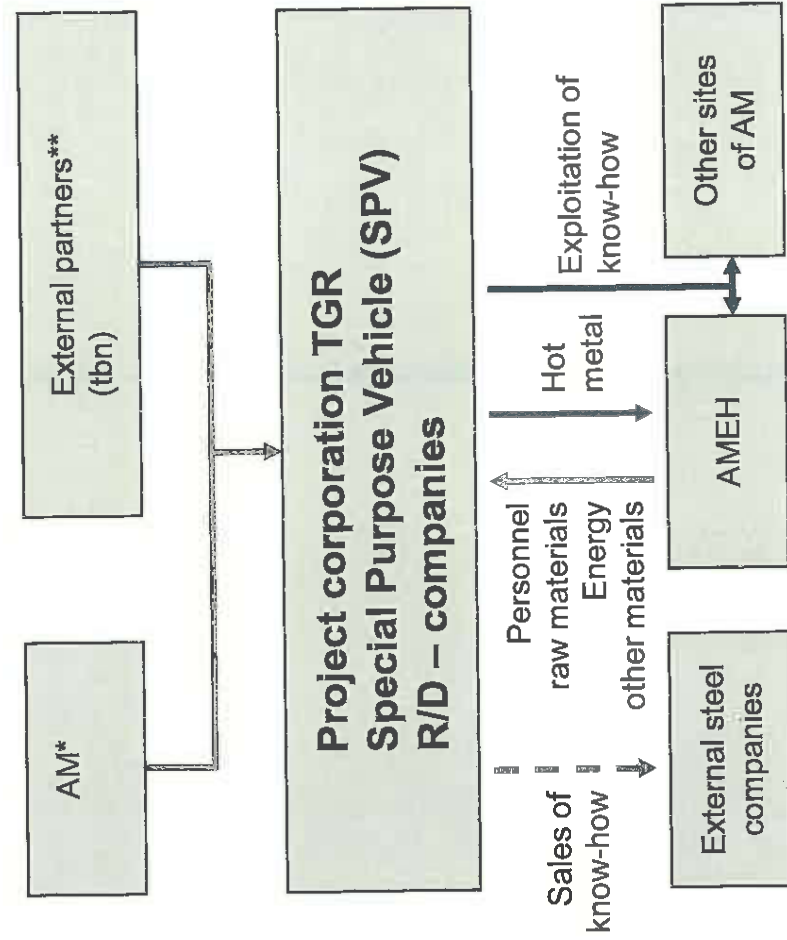 AM*
External partners**
(tbn)
Project corporation TGR
Special Purpose Vehicle (SPV)
R/D – companies
Sales of
know-how
Personnel
raw materials
Energy
other materials
Hot
metal
Exploitation of
know-how
External steel
companies
AMEH
Other sites
of AM